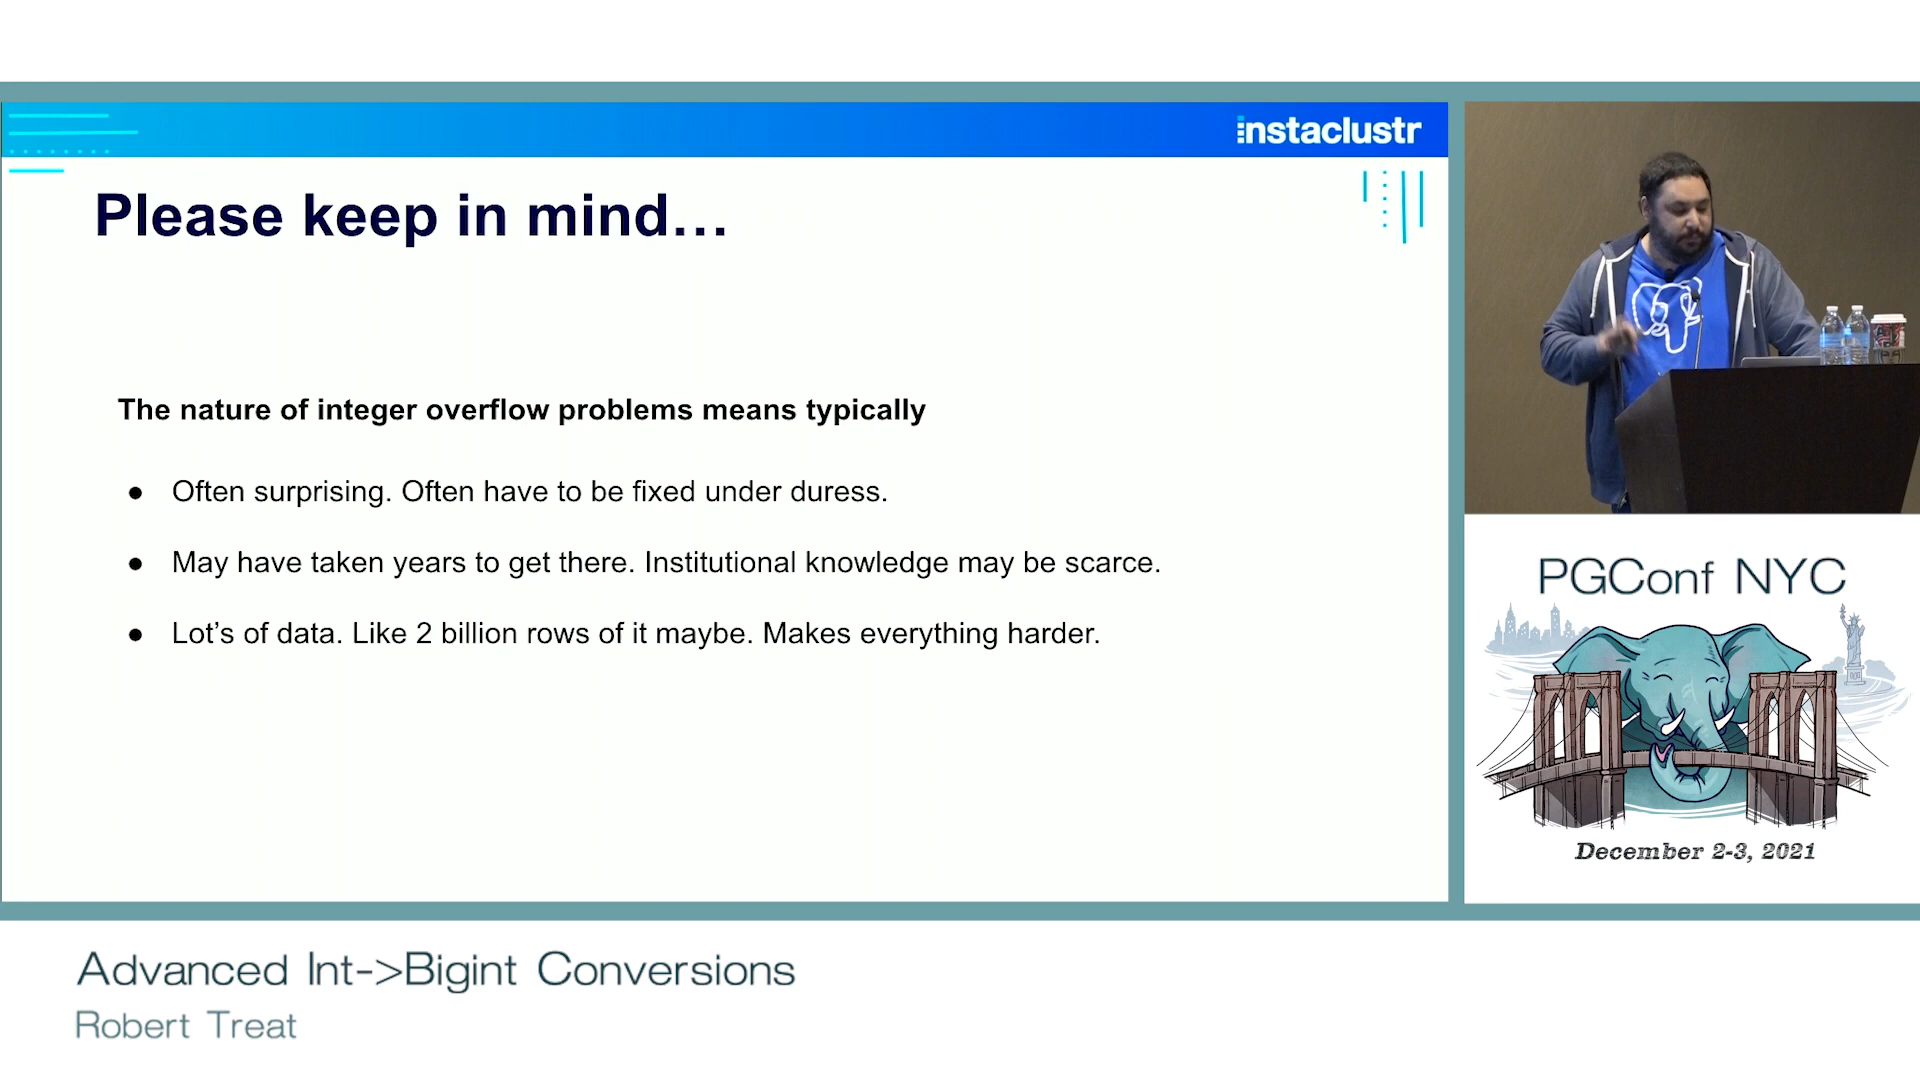 instaclustr
Please keep in mind…
The nature of integer overflow problems means typically
● Often surprising. Often have to be fixed under duress.
● May have taken years to get there. Institutional knowledge may be scarce.
● Lot’s of data. Like 2 billion rows of it maybe. Makes everything harder.
PGConf NYC
December 2-3, 2021
Advanced Int->Bigint Conversions
Robert Treat